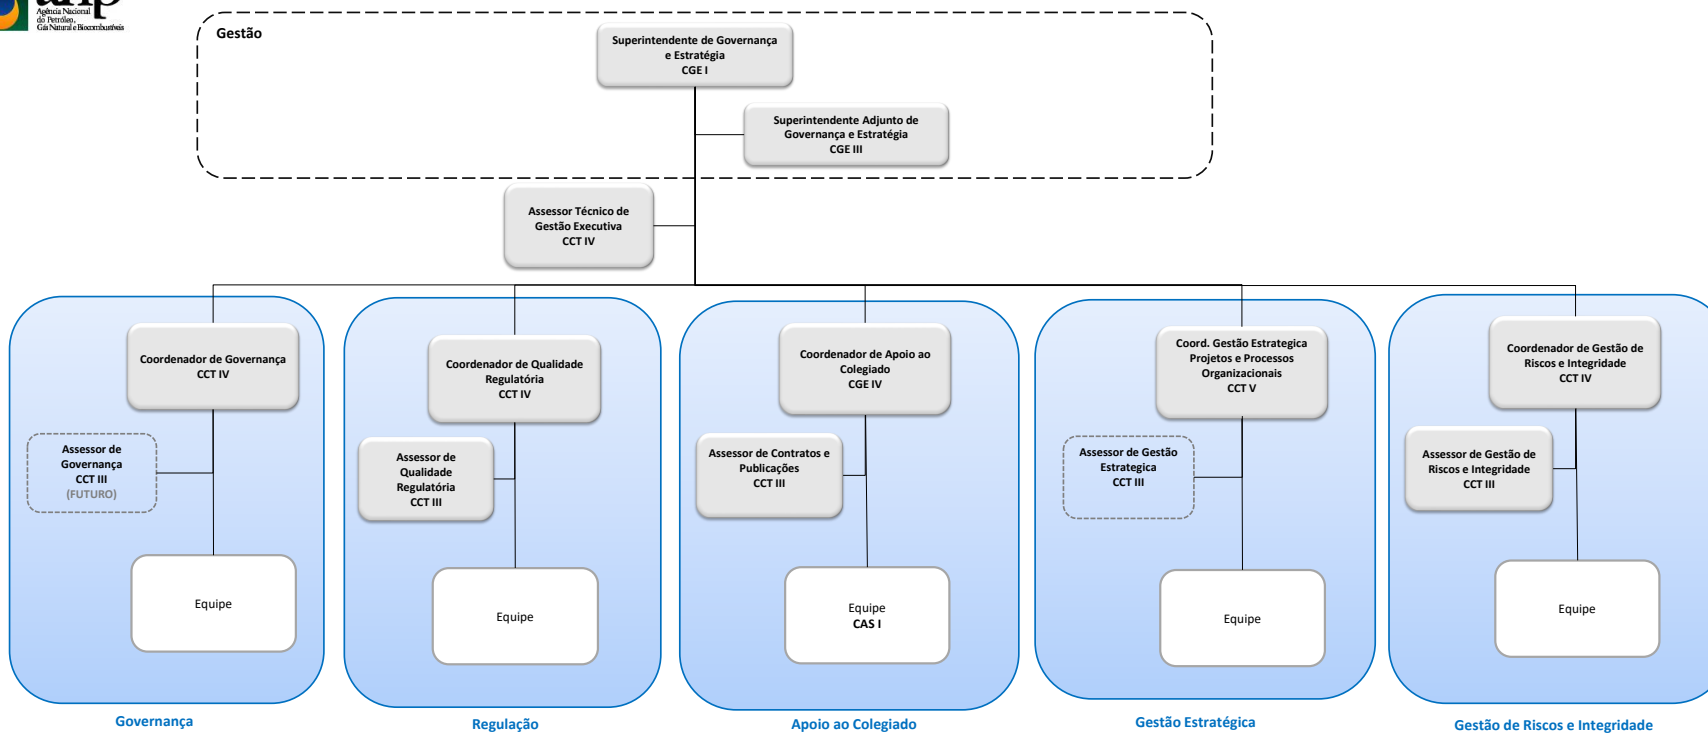 anp
Agência Nacional
do Petróleo,
Gás Natural e Biocombustíveis
Gestão
Superintendente de Governança
e Estratégia
CGE I
Superintendente Adjunto de
Governança e Estratégia
CGE III
Assessor Técnico de
Gestão Executiva
CCT IV
Coordenador de Governança
CCT IV
Assessor de
Governança
CCT III
(FUTURO)
Equipe
Governança
Coordenador de Qualidade
Regulatória
CCT IV
Assessor de
Qualidade
Regulatória
CCT III
Equipe
Regulação
Coordenador de Apoio ao
Colegiado
CGE IV
Assessor de Contratos e
Publicações
CCT III
Equipe
CAS I
Apoio ao Colegiado
Coord. Gestão Estrategica
Projetos e Processos
Organizacionais
CCT V
Assessor de Gestão
Estrategica
CCT III
Equipe
Gestão Estratégica
Coordenador de Gestão de
Riscos e Integridade
CCT IV
Assessor de Gestão de
Riscos e Integridade
CCT III
Equipe
Gestão de Riscos e Integridade